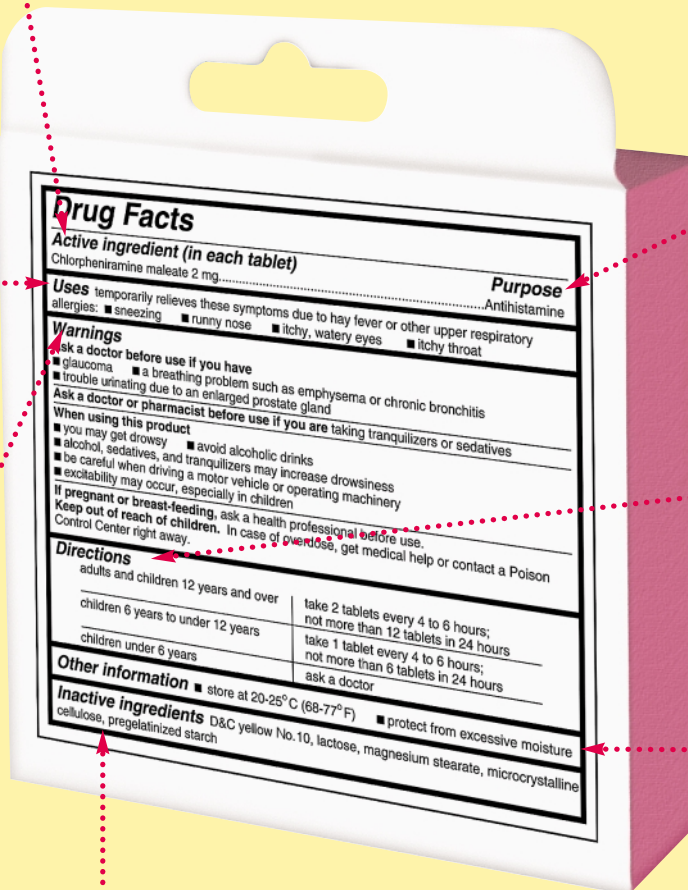 Drug Facts
Active ingredient (in each tablet)
Purpose
Chlorpheniramine maleate 2 mg..........................................................Antihistamine
Uses temporarily relieves these symptoms due to hay fever or other upper respiratory
allergies: ■ sneezing ■ runny nose ■ itchy, watery eyes ■ itchy throat
Warnings
Ask a doctor before use if you have
■ glaucoma ■ a breathing problem such as emphysema or chronic bronchitis
■ trouble urinating due to an enlarged prostate gland
Ask a doctor or pharmacist before use if you are taking tranquilizers or sedatives
When using this product
■ you may get drowsy ■ avoid alcoholic drinks
■ alcohol, sedatives, and tranquilizers may increase drowsiness
■ be careful when driving a motor vehicle or operating machinery
■ excitability may occur, especially in children
If pregnant or breast-feeding, ask a health professional before use.
Keep out of reach of children. In case of overdose, get medical help or contact a Poison
Control Center right away.
Directions
adults and children 12 years and over
take 2 tablets every 4 to 6 hours;
not more than 12 tablets in 24 hours
children 6 years to under 12 years
take 1 tablet every 4 to 6 hours;
not more than 6 tablets in 24 hours
children under 6 years
ask a doctor
Other information ■ store at 20-25° C (68-77° F) ■ protect from excessive moisture
Inactive ingredients D&C yellow No.10, lactose, magnesium stearate, microcrystalline
cellulose, pregelatinized starch